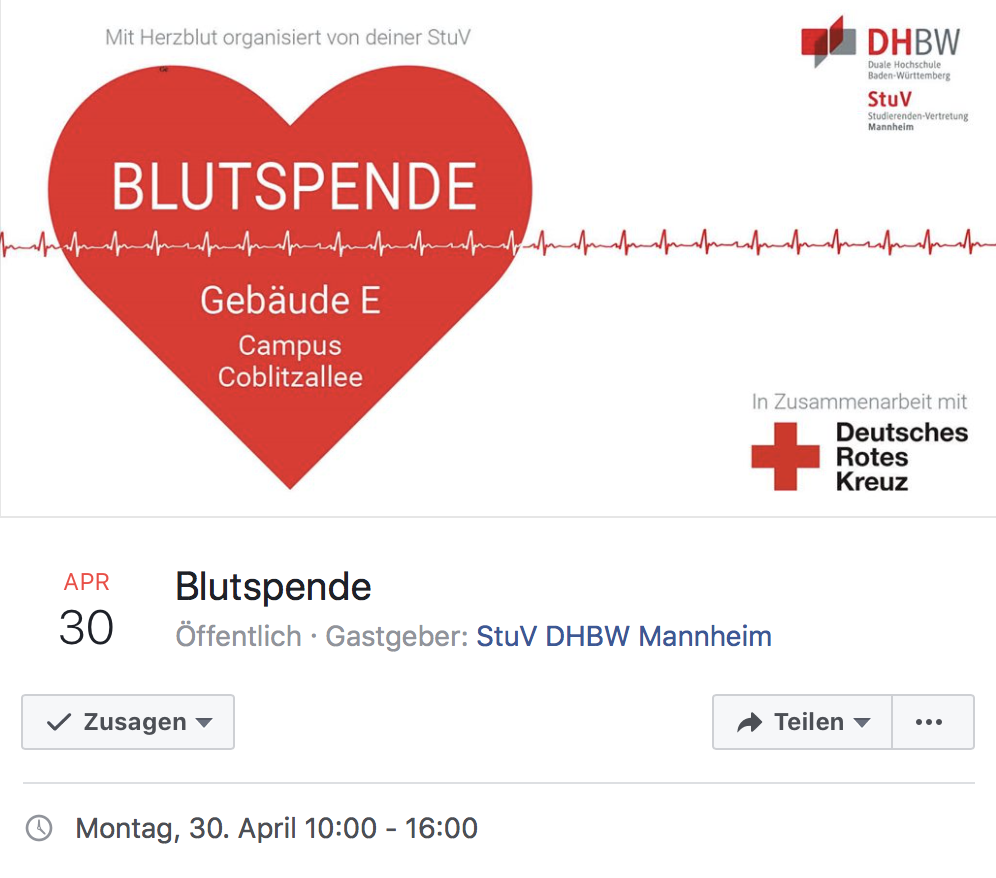 Mit Herzblut organisiert von deiner StuV
DHBW
Duale Hochschule
Baden-Württemberg
StuV
Studierenden-Vertretung
Mannheim
BLUTSPENDE
Gebäude E
Campus
Coblitzallee
In Zusammenarbeit mit
Deutsches
Rotes
Kreuz
APR
30
Blutspende
Öffentlich · Gastgeber: StuV DHBW Mannheim
Zusagen
Teilen
Montag, 30. April 10:00 - 16:00